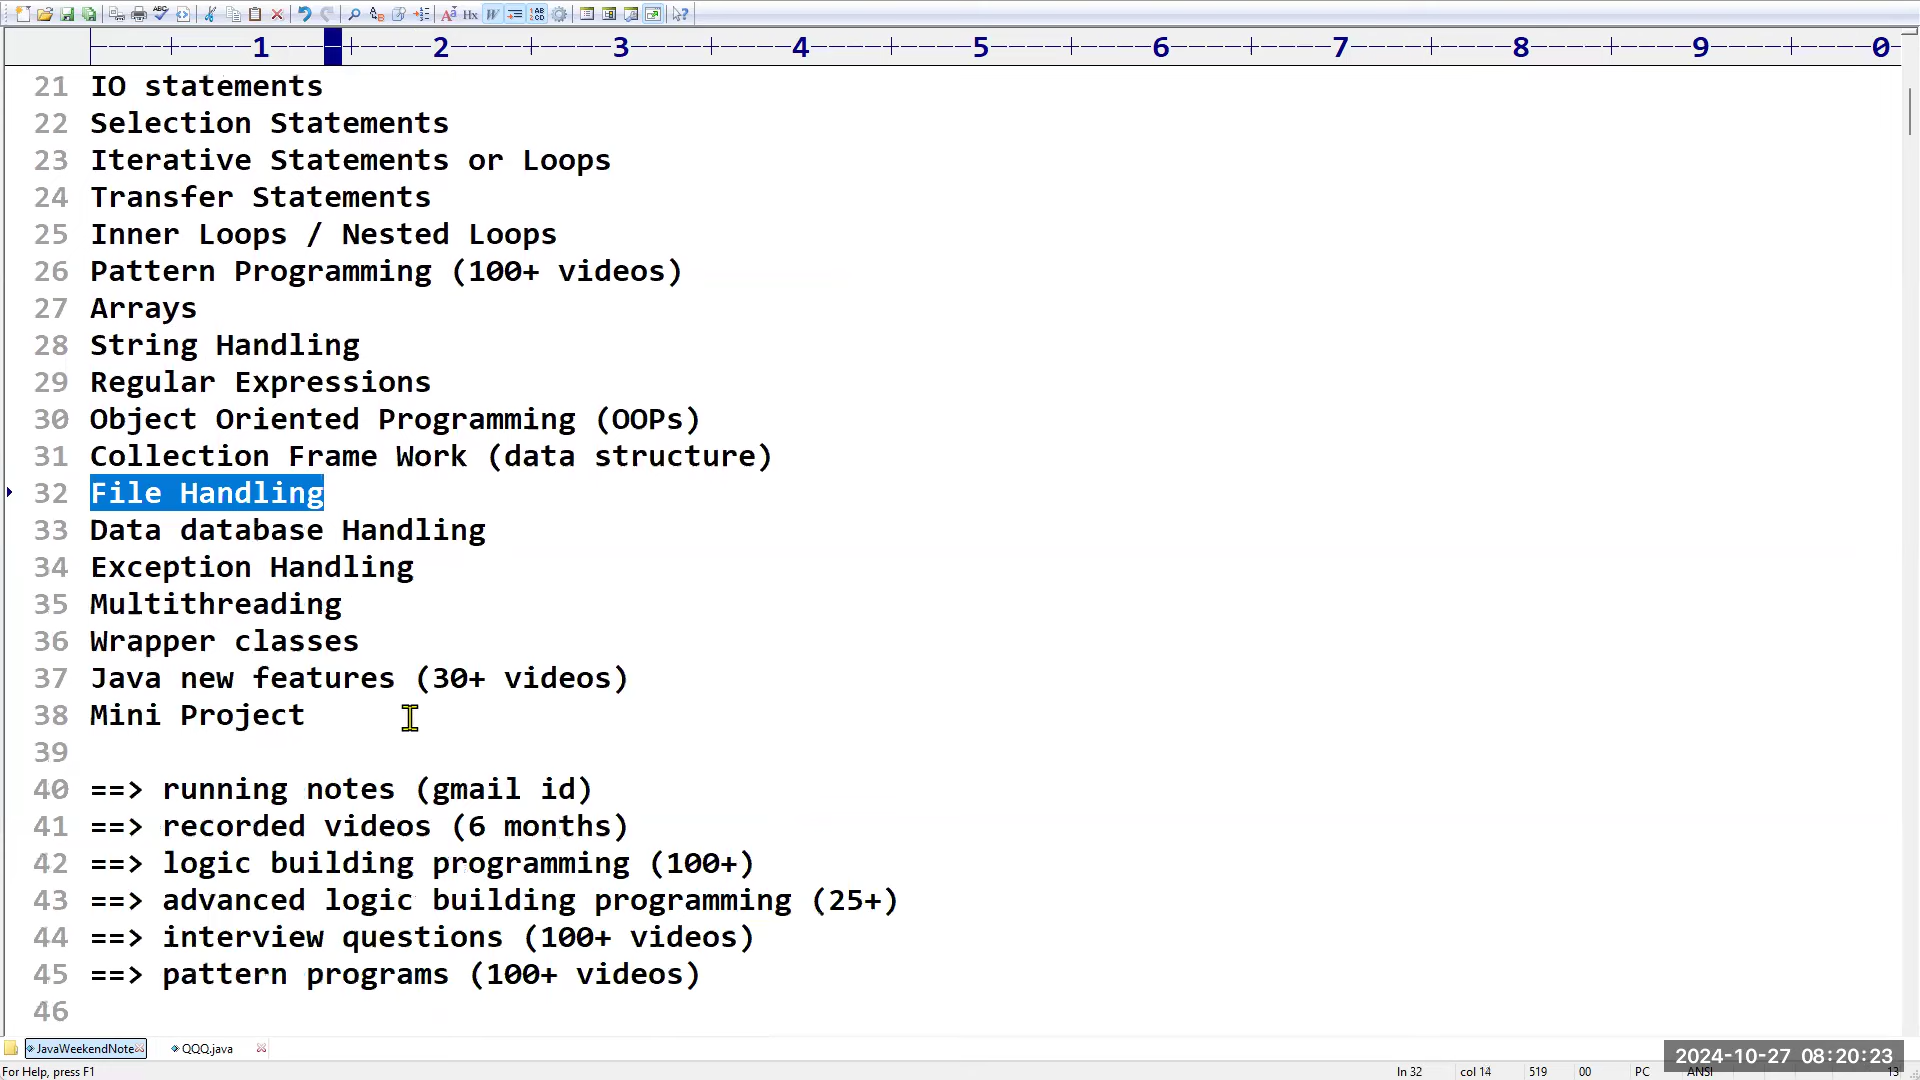 1 2 3 4 5 6 7 8 9 0
21 IO statements
22 Selection Statements
23 Iterative Statements or Loops
24 Transfer Statements
25 Inner Loops / Nested Loops
26 Pattern Programming (100+ videos)
27 Arrays
28 String Handling
29 Regular Expressions
30 Object Oriented Programming (OOPs)
31 Collection Frame Work (data structure)
32 File Handling
33 Data database Handling
34 Exception Handling
35 Multithreading
36 Wrapper classes
37 Java new features (30+ videos)
38 Mini Project
39
40 ==> running notes (gmail id)
41 ==> recorded videos (6 months)
42 ==> logic building programming (100+)
43 ==> advanced logic building programming (25+)
44 ==> interview questions (100+ videos)
45 ==> pattern programs (100+ videos)
46
JavaWeekendNote QQQ.java
2024-10-27 08:20:23
For Help, press F1 ln 32 col 14 519 00 PC ANSI 13